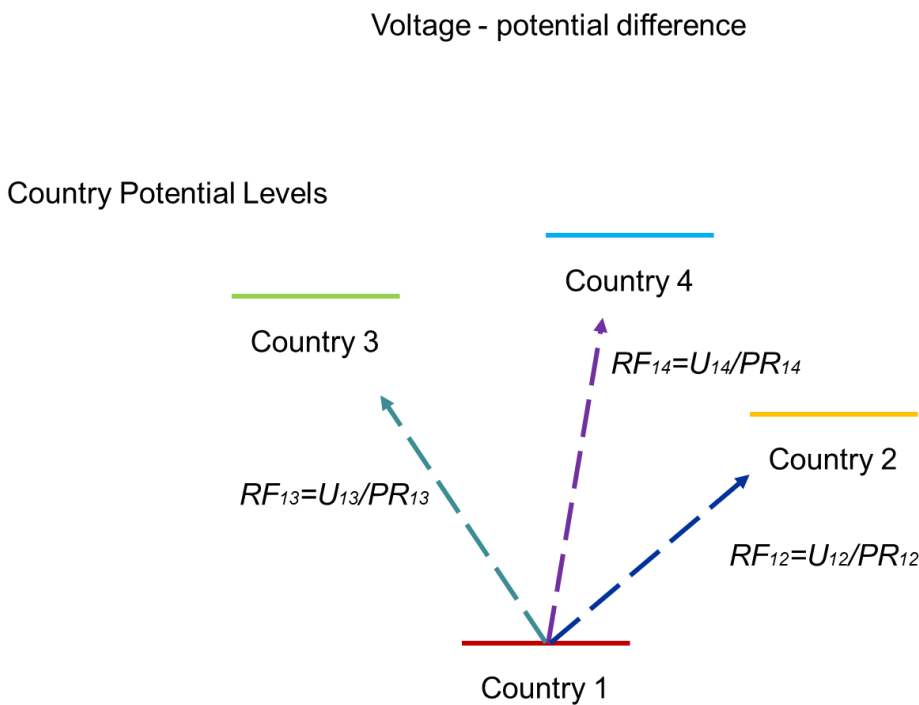 Voltage - potential difference
Country Potential Levels
Country 4
Country 3
RF₁₄=U₁₄/PR₁₄
Country 2
RF₁₃=U₁₃/PR₁₃
RF₁₂=U₁₂/PR₁₂
Country 1